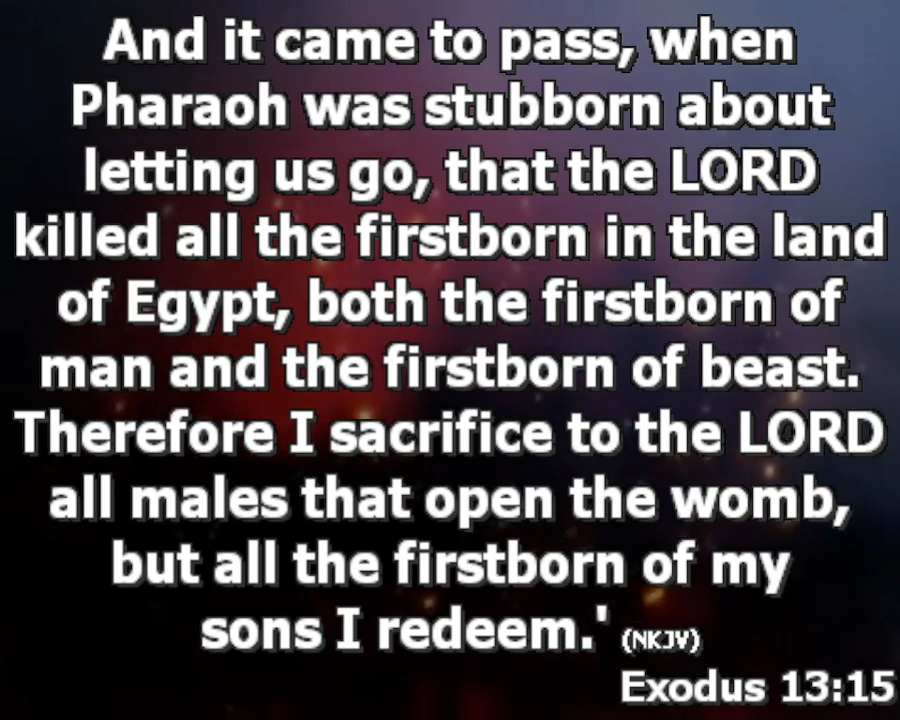 And it came to pass, when
Pharaoh was stubborn about
letting us go, that the LORD
killed all the firstborn in the land
of Egypt, both the firstborn of
man and the firstborn of beast.
Therefore I sacrifice to the LORD
all males that open the womb,
but all the firstborn of my
sons I redeem.' (NKJV)
Exodus 13:15